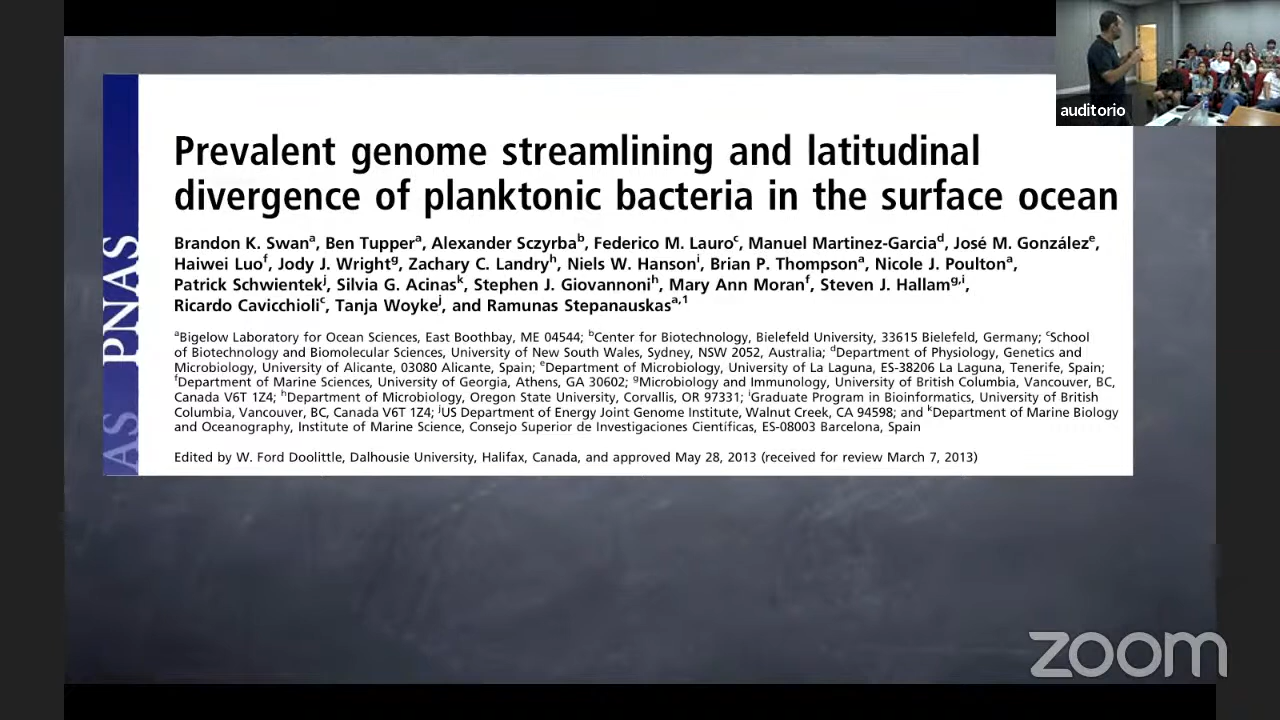 auditorio
PNAS
AS
Prevalent genome streamlining and latitudinal
divergence of planktonic bacteria in the surface ocean
Brandon K. Swanᵃ, Ben Tupperᵃ, Alexander Sczyrbaᵇ, Federico M. Lauroᶜ, Manuel Martinez-Garciaᵈ, José M. Gonzálezᵉ,
Haiwei Luoᶠ, Jody J. Wrightᵍ, Zachary C. Landryʰ, Niels W. Hansonⁱ, Brian P. Thompsonᵃ, Nicole J. Poultonᵃ,
Patrick Schwientekʲ, Silvia G. Acinasᵏ, Stephen J. Giovannoniʰ, Mary Ann Moranᶠ, Steven J. Hallamᵍ,ⁱ,
Ricardo Cavicchioliᶜ, Tanja Woykeʲ, and Ramunas Stepanauskasᵃ,¹
ᵃBigelow Laboratory for Ocean Sciences, East Boothbay, ME 04544; ᵇCenter for Biotechnology, Bielefeld University, 33615 Bielefeld, Germany; ᶜSchool
of Biotechnology and Biomolecular Sciences, University of New South Wales, Sydney, NSW 2052, Australia; ᵈDepartment of Physiology, Genetics and
Microbiology, University of Alicante, 03080 Alicante, Spain; ᵉDepartment of Microbiology, University of La Laguna, ES-38206 La Laguna, Tenerife, Spain;
ᶠDepartment of Marine Sciences, University of Georgia, Athens, GA 30602; ᵍMicrobiology and Immunology, University of British Columbia, Vancouver, BC,
Canada V6T 1Z4; ʰDepartment of Microbiology, Oregon State University, Corvallis, OR 97331; ⁱGraduate Program in Bioinformatics, University of British
Columbia, Vancouver, BC, Canada V6T 1Z4; ʲUS Department of Energy Joint Genome Institute, Walnut Creek, CA 94598; and ᵏDepartment of Marine Biology
and Oceanography, Institute of Marine Science, Consejo Superior de Investigaciones Científicas, ES-08003 Barcelona, Spain
Edited by W. Ford Doolittle, Dalhousie University, Halifax, Canada, and approved May 28, 2013 (received for review March 7, 2013)
zoom